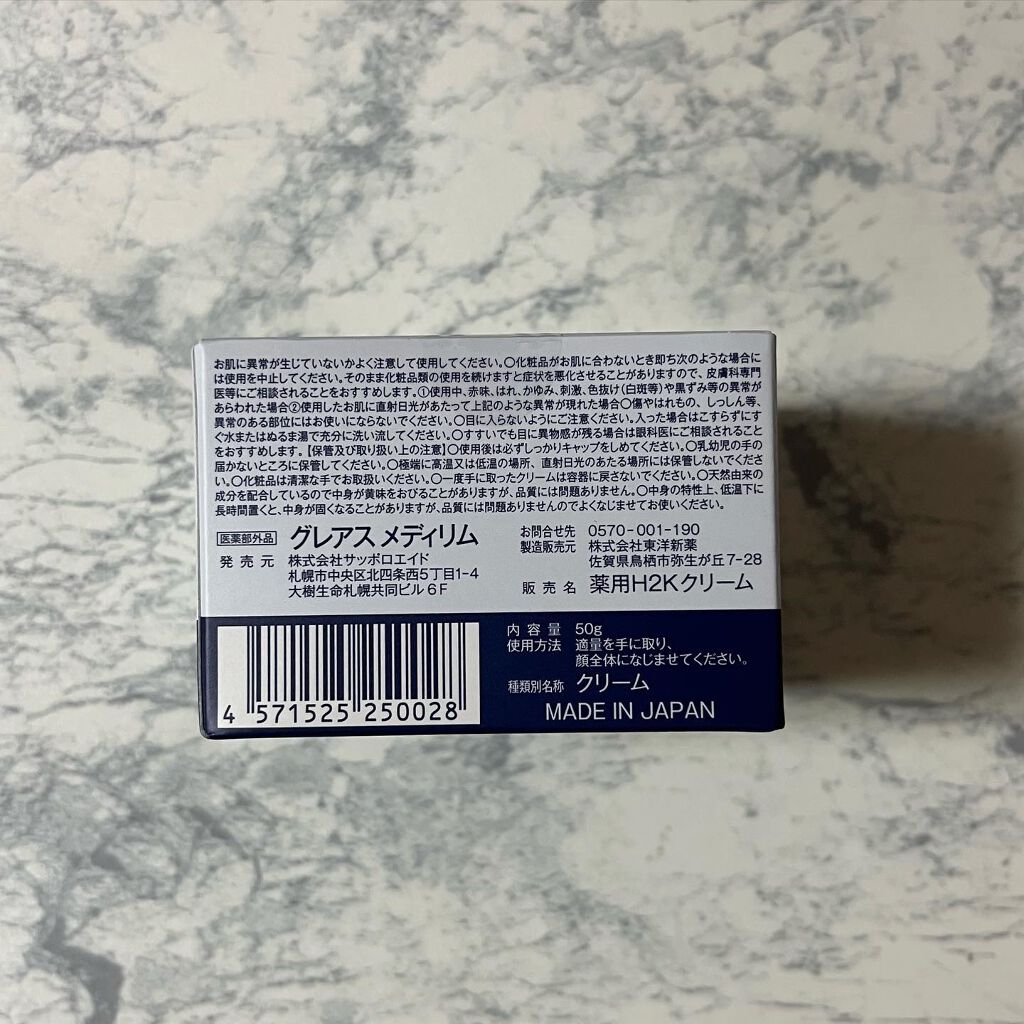 お肌に異常が生じていないかよく注意して使用してください。〇化粧品がお肌に合わないとき即ち次のような場合に
は使用を中止してください。そのまま化粧品類の使用を続けますと症状を悪化させることがありますので、皮膚科専門
医等にご相談されることをおすすめします。①使用中、赤味、はれ、かゆみ、刺激、色抜け(白斑等)や黒ずみ等の異常が
あらわれた場合②使用したお肌に直射日光があたって上記のような異常が現れた場合〇傷やはれもの、しっしん等、
異常のある部位にはお使いにならないでください。〇目に入らないようにご注意ください。入った場合はこすらずにす
ぐ水またはぬるま湯で充分に洗い流してください。〇すすいでも目に異物感が残る場合は眼科医にご相談されること
をおすすめします。【保管及び取り扱い上の注意】〇使用後は必ずしっかりキャップをしめてください。〇乳幼児の手の
届かないところに保管してください。〇極端に高温又は低温の場所、直射日光のあたる場所には保管しないでくださ
い。〇化粧品は清潔な手でお取扱いください。〇一度手に取ったクリームは容器に戻さないでください。〇天然由来の
成分を配合しているので中身が黄味をおびることがありますが、品質には問題ありません。〇中身の特性上、低温下に
長時間置くと、中身が固くなることがありますが、品質には問題ありませんのでよくなじませてお使いください。
医薬部外品 グレアス メディリム
発売元 株式会社サッポロエイド
札幌市中央区北四条西5丁目1-4
大樹生命札幌共同ビル6F
お問合せ先 0570-001-190
製造販売元 株式会社東洋新薬
佐賀県鳥栖市弥生が丘7-28
販売名 薬用H2Kクリーム
内容量 50g
使用方法 適量を手に取り、
顔全体になじませてください。
種類別名称 クリーム
MADE IN JAPAN
4 571525 250028